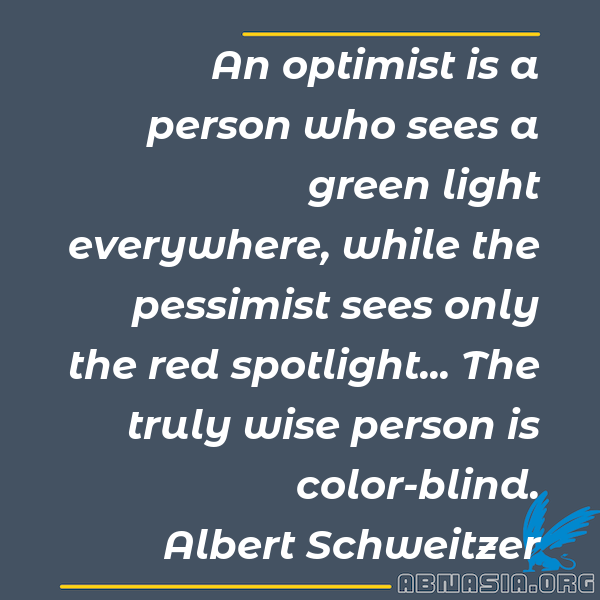 An optimist is a
person who sees a
green light
everywhere, while the
pessimist sees only
the red spotlight... The
truly wise person is
color-blind.
Albert Schweitzer
ABNASIA.ORG